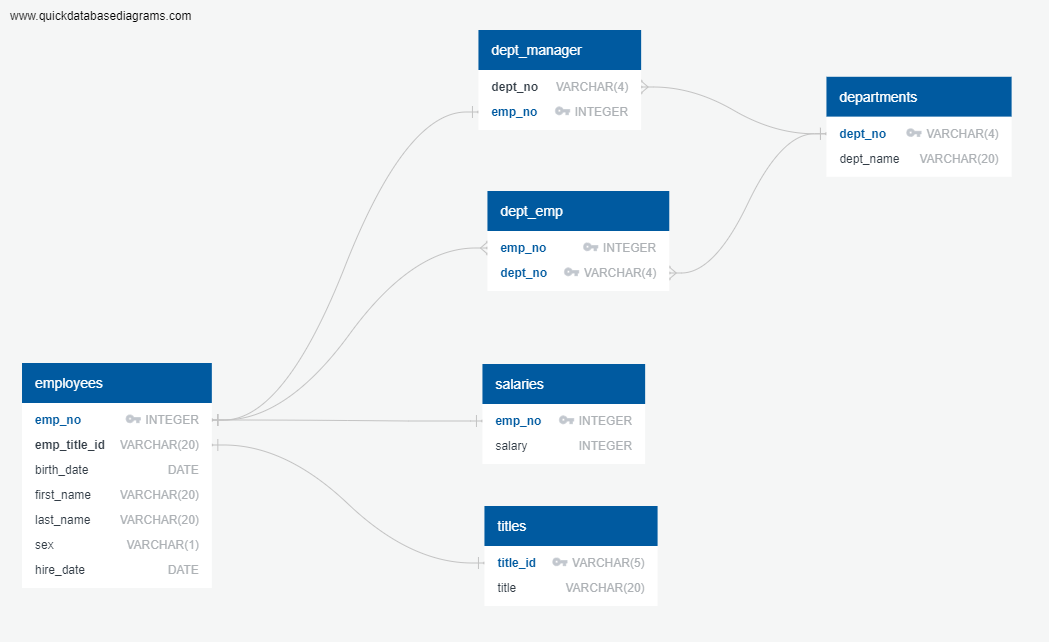 www.quickdatabasediagrams.com
dept_manager
dept_no VARCHAR(4)
emp_no INTEGER
departments
dept_no VARCHAR(4)
dept_name VARCHAR(20)
dept_emp
emp_no INTEGER
dept_no VARCHAR(4)
employees
emp_no INTEGER
emp_title_id VARCHAR(20)
birth_date DATE
first_name VARCHAR(20)
last_name VARCHAR(20)
sex VARCHAR(1)
hire_date DATE
salaries
emp_no INTEGER
salary INTEGER
titles
title_id VARCHAR(5)
title VARCHAR(20)